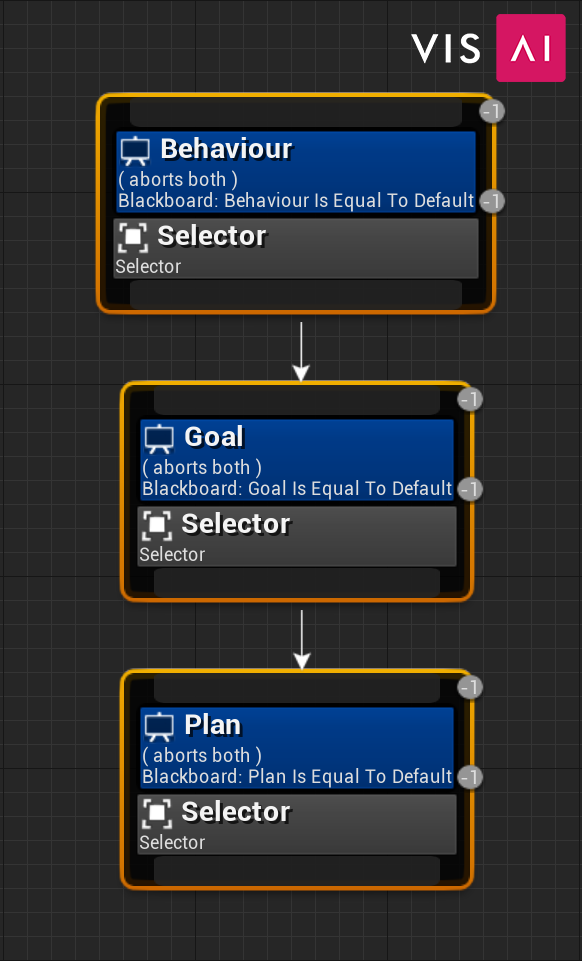 VIS AI
-1
Behaviour
( aborts both )
Blackboard: Behaviour Is Equal To Default
-1
Selector
Selector
-1
Goal
( aborts both )
Blackboard: Goal Is Equal To Default
-1
Selector
Selector
-1
Plan
( aborts both )
Blackboard: Plan Is Equal To Default
-1
Selector
Selector